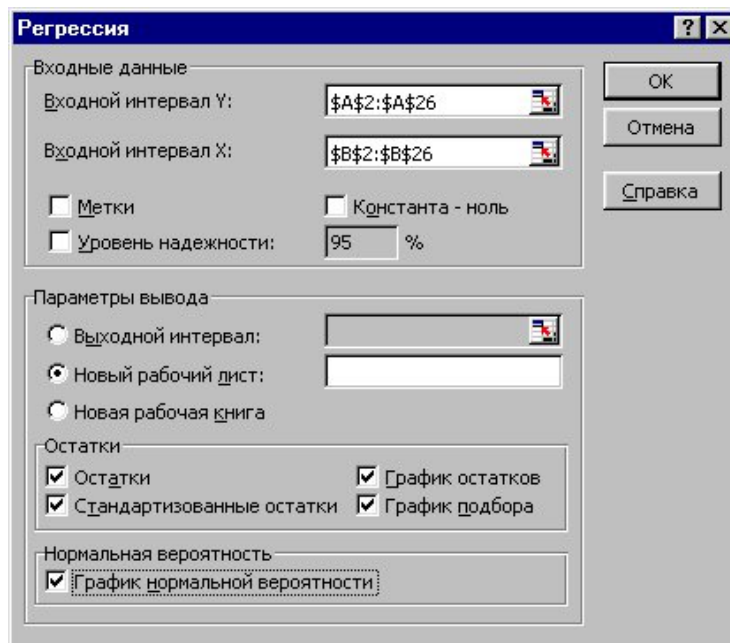 Регрессия
Входные данные
Входной интервал Y: $A$2:$A$26
Входной интервал X: $B$2:$B$26
Метки Константа - ноль
Уровень надежности: 95 %
OK
Отмена
Справка
Параметры вывода
Выходной интервал:
Новый рабочий лист:
Новая рабочая книга
Остатки
Остатки График остатков
Стандартизованные остатки График подбора
Нормальная вероятность
График нормальной вероятности